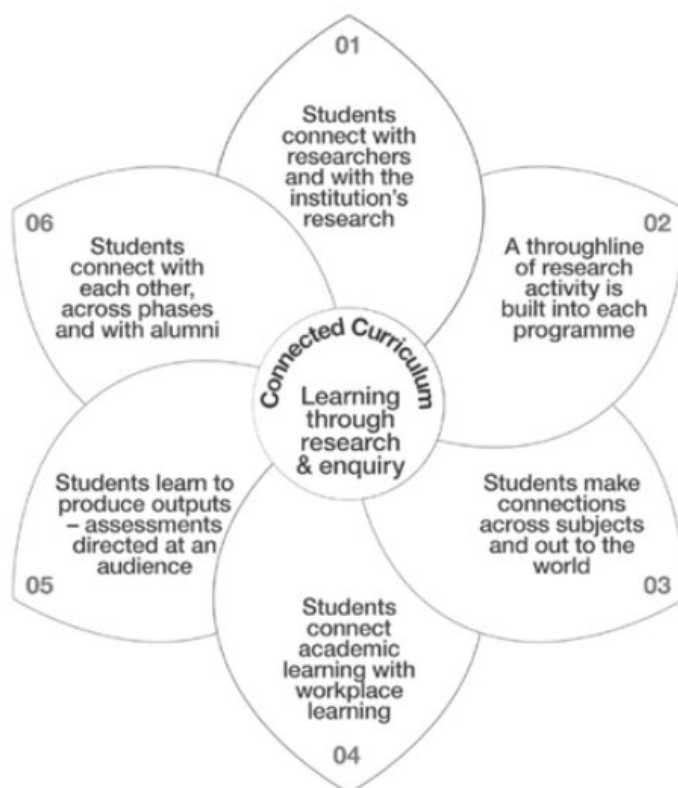 01
Students
connect with
researchers
and with the
institution's
research
02
A throughline
of research
activity is
built into each
programme
03
Students make
connections
across subjects
and out to the
world
04
Students
connect
academic
learning with
workplace
learning
05
Students learn to
produce outputs
– assessments
directed at an
audience
06
Students
connect with
each other,
across phases
and with alumni
Connected Curriculum
Learning
through
research
& enquiry